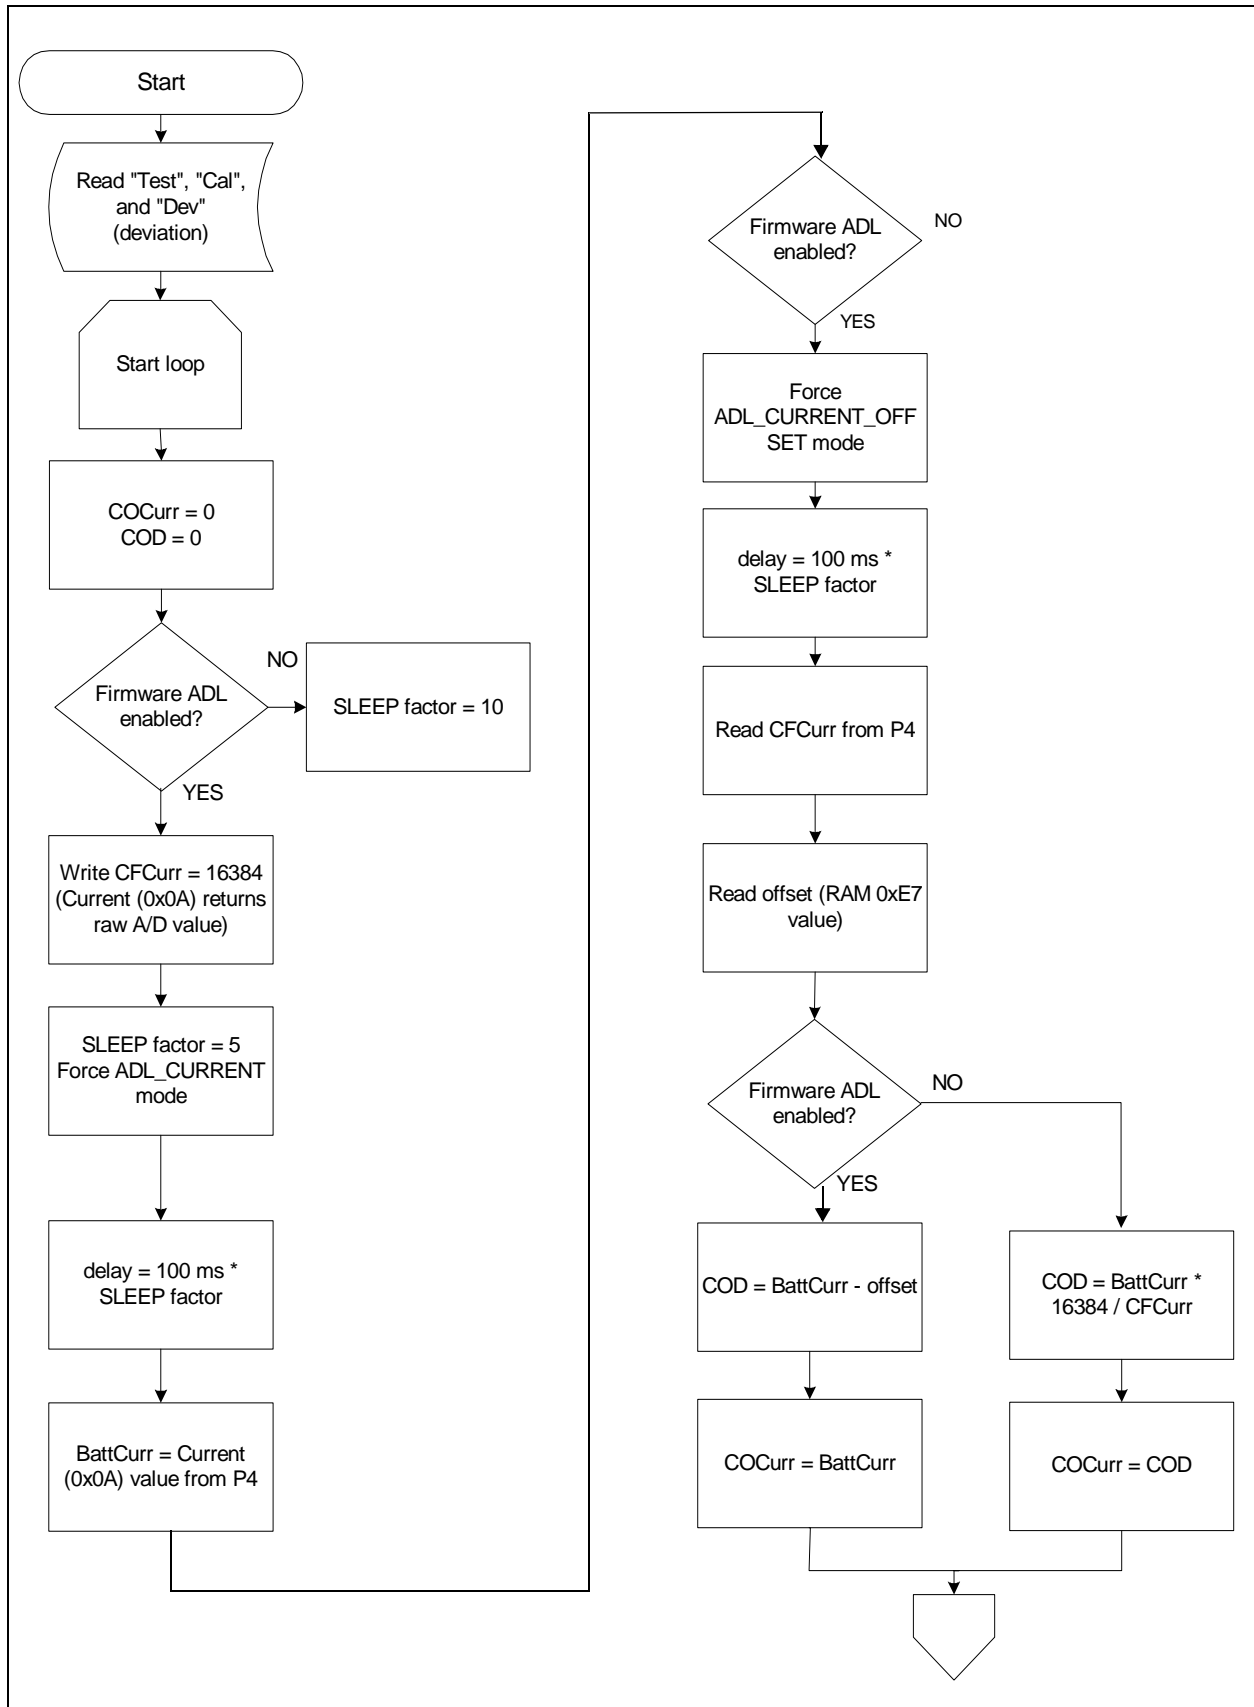 Start
Read "Test", "Cal",
and "Dev"
(deviation)
Start loop
COCurr = 0
COD = 0
Firmware ADL
enabled?
NO
SLEEP factor = 10
YES
Write CFCurr = 16384
(Current (0x0A) returns
raw A/D value)
SLEEP factor = 5
Force ADL_CURRENT
mode
delay = 100 ms *
SLEEP factor
BattCurr = Current
(0x0A) value from P4
Firmware ADL
enabled?
NO
YES
Force
ADL_CURRENT_OFF
SET mode
delay = 100 ms *
SLEEP factor
Read CFCurr from P4
Read offset (RAM 0xE7
value)
Firmware ADL
enabled?
NO
YES
COD = BattCurr - offset
COD = BattCurr *
16384 / CFCurr
COCurr = BattCurr
COCurr = COD